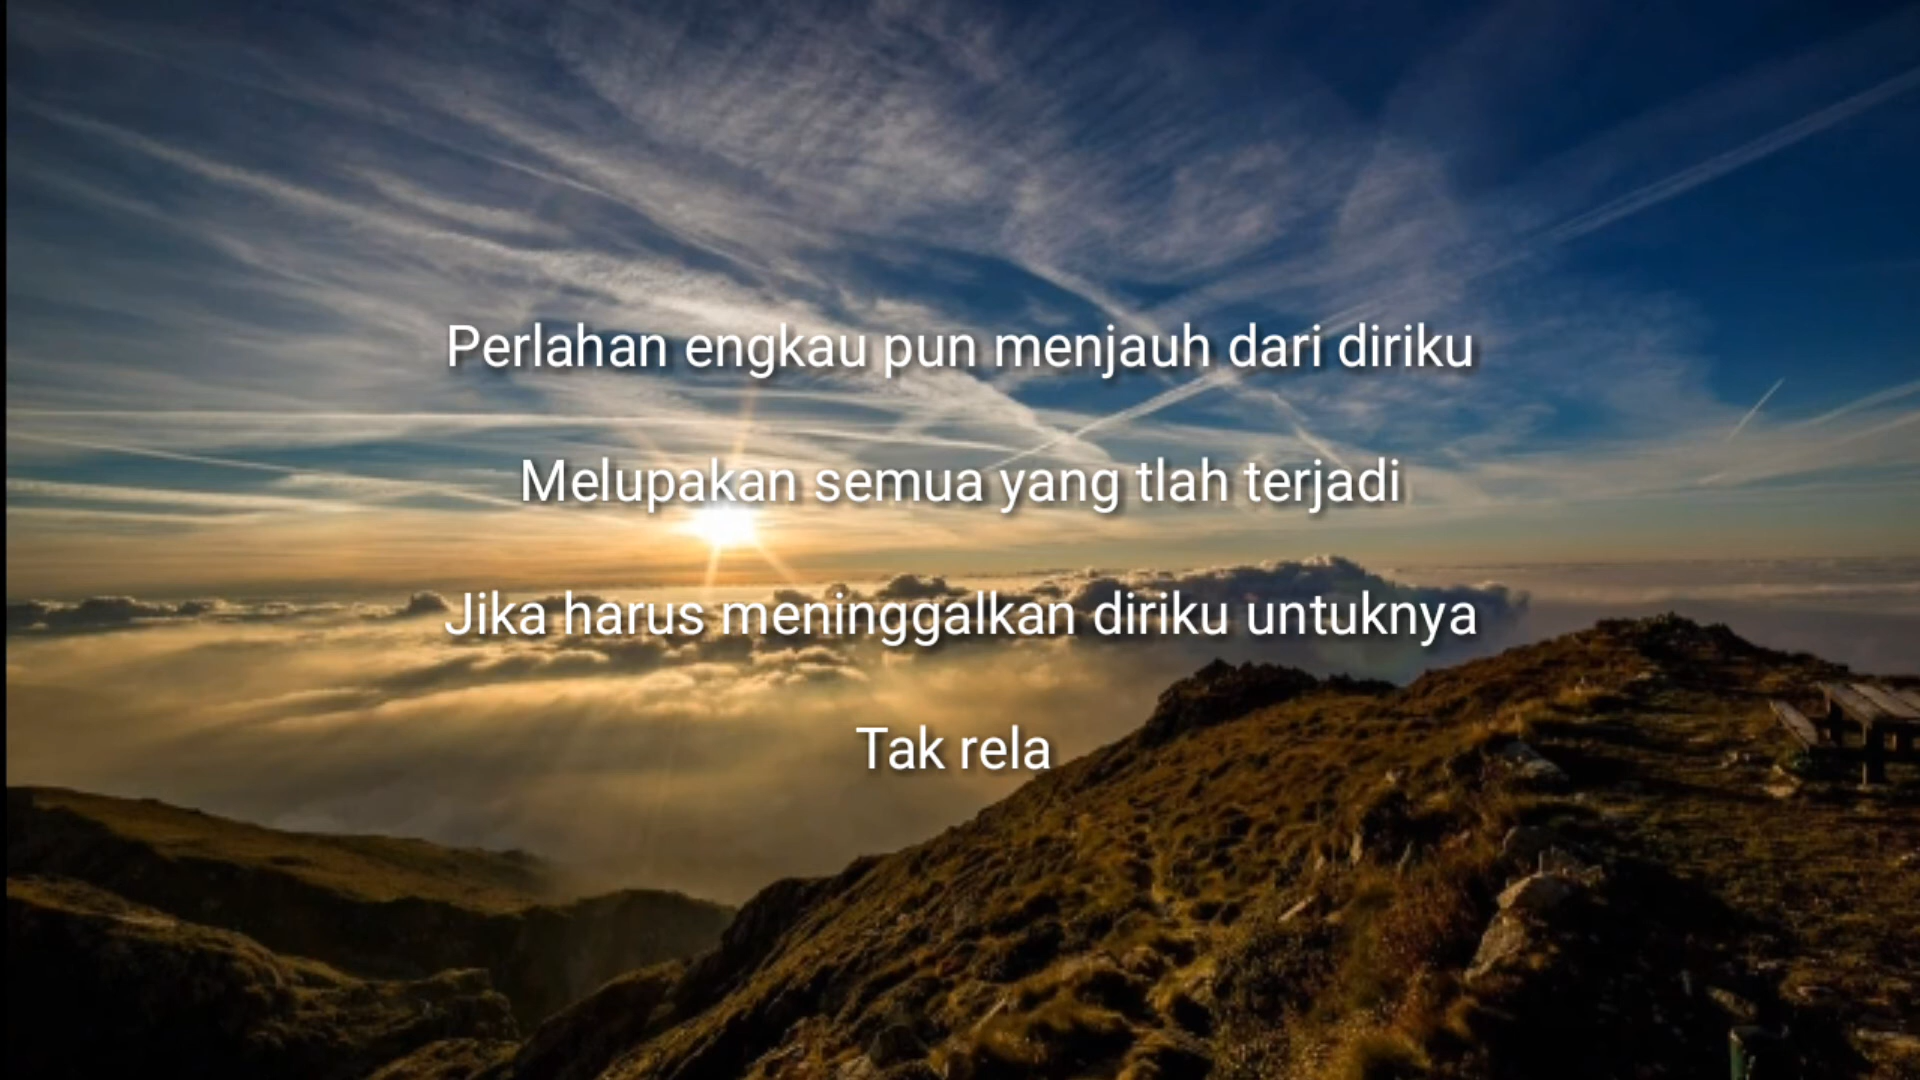 Perlahan engkau pun menjauh dari diriku
Melupakan semua yang tlah terjadi
Jika harus meninggalkan diriku untuknya
Tak rela